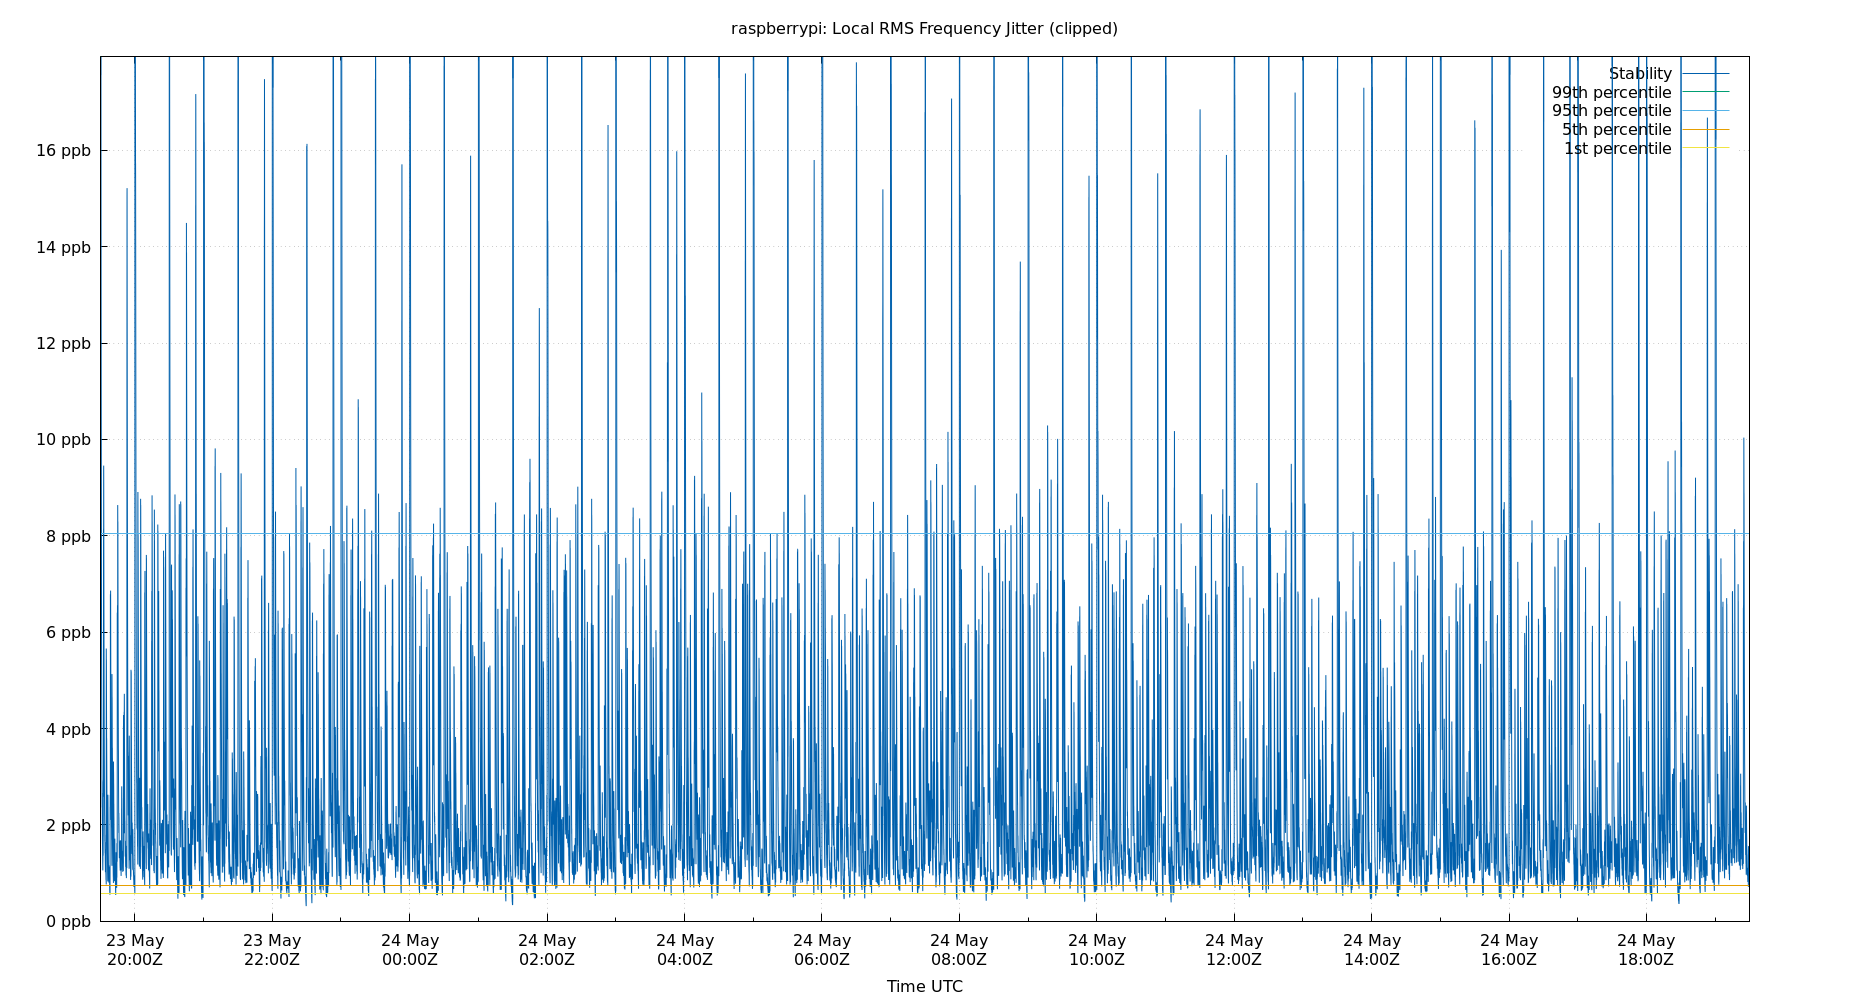 raspberrypi: Local RMS Frequency Jitter (clipped)
Stability
99th percentile
95th percentile
5th percentile
1st percentile
16 ppb
14 ppb
12 ppb
10 ppb
8 ppb
6 ppb
4 ppb
2 ppb
0 ppb
23 May 23 May 24 May 24 May 24 May 24 May 24 May 24 May 24 May 24 May 24 May 24 May
20:00Z 22:00Z 00:00Z 02:00Z 04:00Z 06:00Z 08:00Z 10:00Z 12:00Z 14:00Z 16:00Z 18:00Z
Time UTC